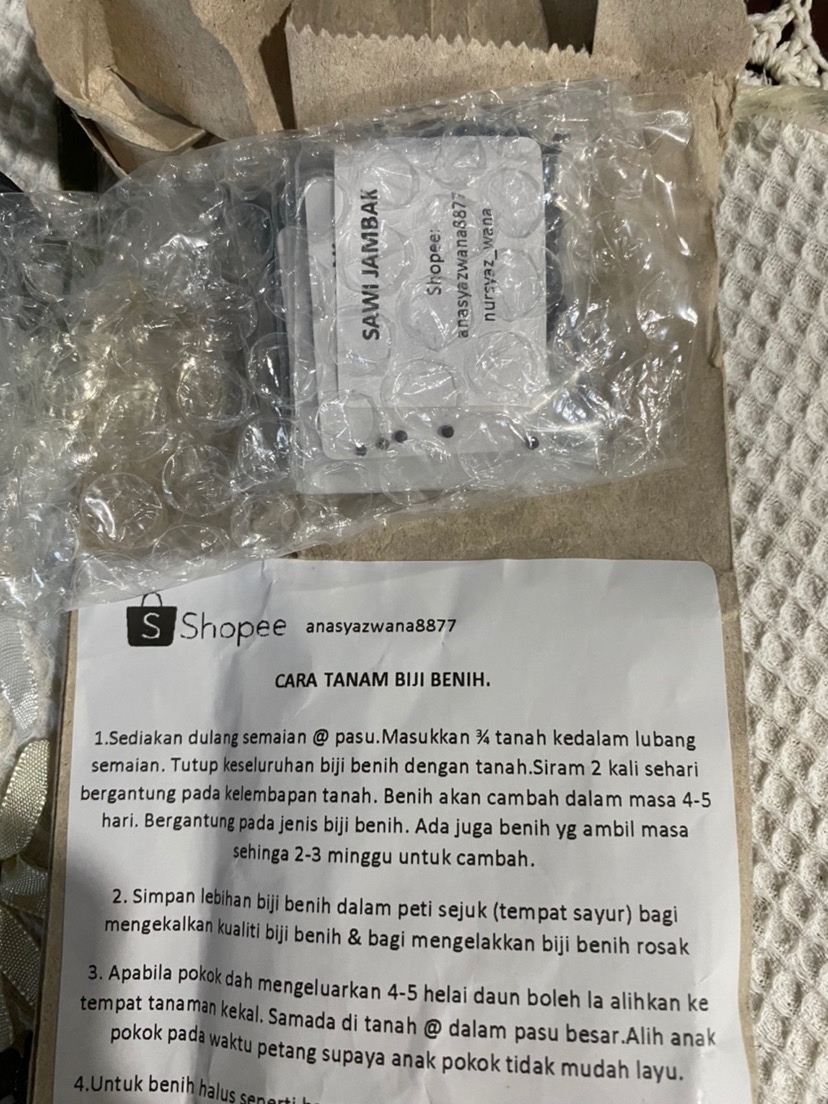 SAWI JAMBAK
Shopee:
anasyazwana8877
nursyaz_wana
S Shopee anasyazwana8877
CARA TANAM BIJI BENIH.
1.Sediakan dulang semaian @ pasu.Masukkan ¾ tanah kedalam lubang
semaian. Tutup keseluruhan biji benih dengan tanah.Siram 2 kali sehari
bergantung pada kelembapan tanah. Benih akan cambah dalam masa 4-5
hari. Bergantung pada jenis biji benih. Ada juga benih yg ambil masa
sehinga 2-3 minggu untuk cambah.
2. Simpan lebihan biji benih dalam peti sejuk (tempat sayur) bagi
mengekalkan kualiti biji benih & bagi mengelakkan biji benih rosak
3. Apabila pokok dah mengeluarkan 4-5 helai daun boleh la alihkan ke
tempat tanaman kekal. Samada di tanah @ dalam pasu besar.Alih anak
pokok pada waktu petang supaya anak pokok tidak mudah layu.
4.Untuk benih halus seperti